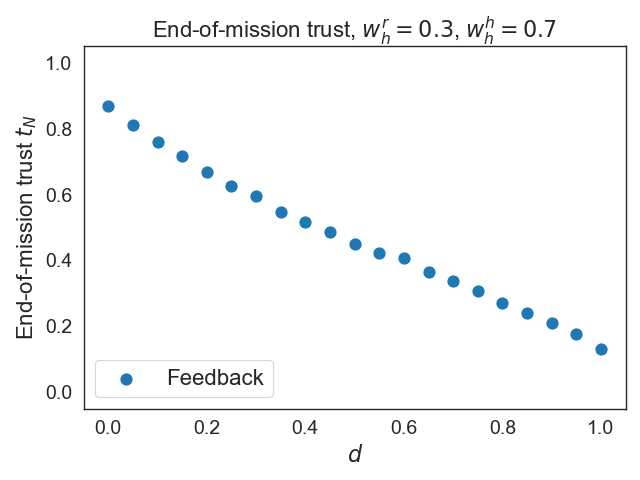 End-of-mission trust, $w_h^r = 0.3$, $w_h^h = 0.7$
End-of-mission trust $t_N$
1.0
0.8
0.6
0.4
0.2
0.0
Feedback
0.0 0.2 0.4 0.6 0.8 1.0
$d$